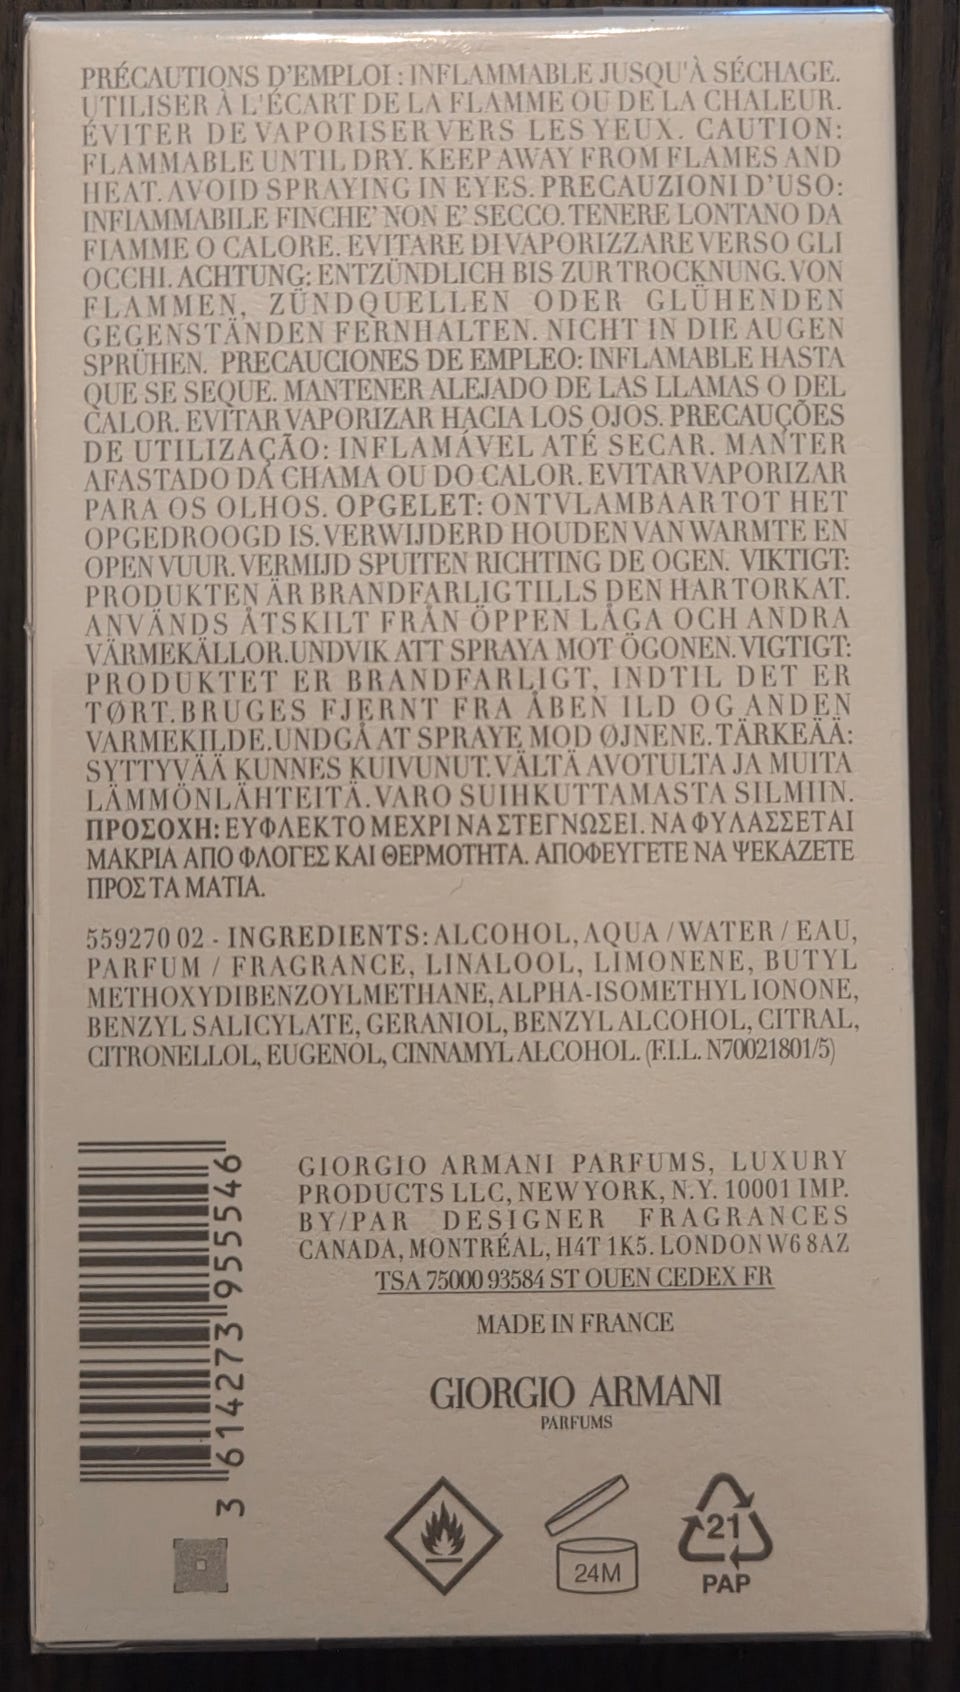 PRÉCAUTIONS D'EMPLOI : INFLAMMABLE JUSQU'À SÉCHAGE.
UTILISER À L'ÉCART DE LA FLAMME OU DE LA CHALEUR.
ÉVITER DE VAPORISER VERS LES YEUX. CAUTION:
FLAMMABLE UNTIL DRY. KEEP AWAY FROM FLAMES AND
HEAT. AVOID SPRAYING IN EYES. PRECAUZIONI D'USO:
INFIAMMABILE FINCHE' NON E' SECCO. TENERE LONTANO DA
FIAMME O CALORE. EVITARE DI VAPORIZZARE VERSO GLI
OCCHI. ACHTUNG: ENTZÜNDLICH BIS ZUR TROCKNUNG. VON
FLAMMEN, ZÜNDQUELLEN ODER GLÜHENDEN
GEGENSTÄNDEN FERNHALTEN. NICHT IN DIE AUGEN
SPRÜHEN. PRECAUCIONES DE EMPLEO: INFLAMABLE HASTA
QUE SE SEQUE. MANTENER ALEJADO DE LAS LLAMAS O DEL
CALOR. EVITAR VAPORIZAR HACIA LOS OJOS. PRECAUÇÕES
DE UTILIZAÇÃO: INFLAMÁVEL ATÉ SECAR. MANTER
AFASTADO DA CHAMA OU DO CALOR. EVITAR VAPORIZAR
PARA OS OLHOS. OPGELET: ONTVLAMBAAR TOT HET
OPGEDROOGD IS. VERWIJDERD HOUDEN VAN WARMTE EN
OPEN VUUR. VERMIJD SPUITEN RICHTING DE OGEN. VIKTIGT:
PRODUKTEN ÄR BRANDFARLIG TILLS DEN HAR TORKAT.
ANVÄNDS ÅTSKILT FRÅN ÖPPEN LÅGA OCH ANDRA
VÄRMEKÄLLOR. UNDVIK ATT SPRAYA MOT ÖGONEN. VIGTIGT:
PRODUKTET ER BRANDFARLIGT, INDTIL DET ER
TØRT. BRUGES FJERNT FRA ÅBEN ILD OG ANDEN
VARMEKILDE. UNDGÅ AT SPRAYE MOD ØJNENE. TÄRKEÄÄ:
SYTTYVÄÄ KUNNES KUIVUNUT. VÄLTÄ AVOTULTA JA MUITA
LÄMMÖNLÄHTEITÄ. VARO SUIHKUTTAMASTA SILMIIN.
ΠΡΟΣΟΧΗ: ΕΥΦΛΕΚΤΟ ΜΕΧΡΙ ΝΑ ΣΤΕΓΝΩΣΕΙ. ΝΑ ΦΥΛΑΣΣΕΤΑΙ
ΜΑΚΡΙΑ ΑΠΟ ΦΛΟΓΕΣ ΚΑΙ ΘΕΡΜΟΤΗΤΑ. ΑΠΟΦΕΥΓΕΤΕ ΝΑ ΨΕΚΑΖΕΤΕ
ΠΡΟΣ ΤΑ ΜΑΤΙΑ.
559270 02 - INGREDIENTS: ALCOHOL, AQUA / WATER / EAU,
PARFUM / FRAGRANCE, LINALOOL, LIMONENE, BUTYL
METHOXYDIBENZOYLMETHANE, ALPHA-ISOMETHYL IONONE,
BENZYL SALICYLATE, GERANIOL, BENZYL ALCOHOL, CITRAL,
CITRONELLOL, EUGENOL, CINNAMYL ALCOHOL. (F.I.L. N70021801/5)
GIORGIO ARMANI PARFUMS, LUXURY
PRODUCTS LLC, NEW YORK, N.Y. 10001 IMP.
BY/PAR DESIGNER FRAGRANCES
CANADA, MONTRÉAL, H4T 1K5. LONDON W6 8AZ
TSA 75000 93584 ST OUEN CEDEX FR
MADE IN FRANCE
GIORGIO ARMANI
PARFUMS
3 614273 955546
24M
21
PAP